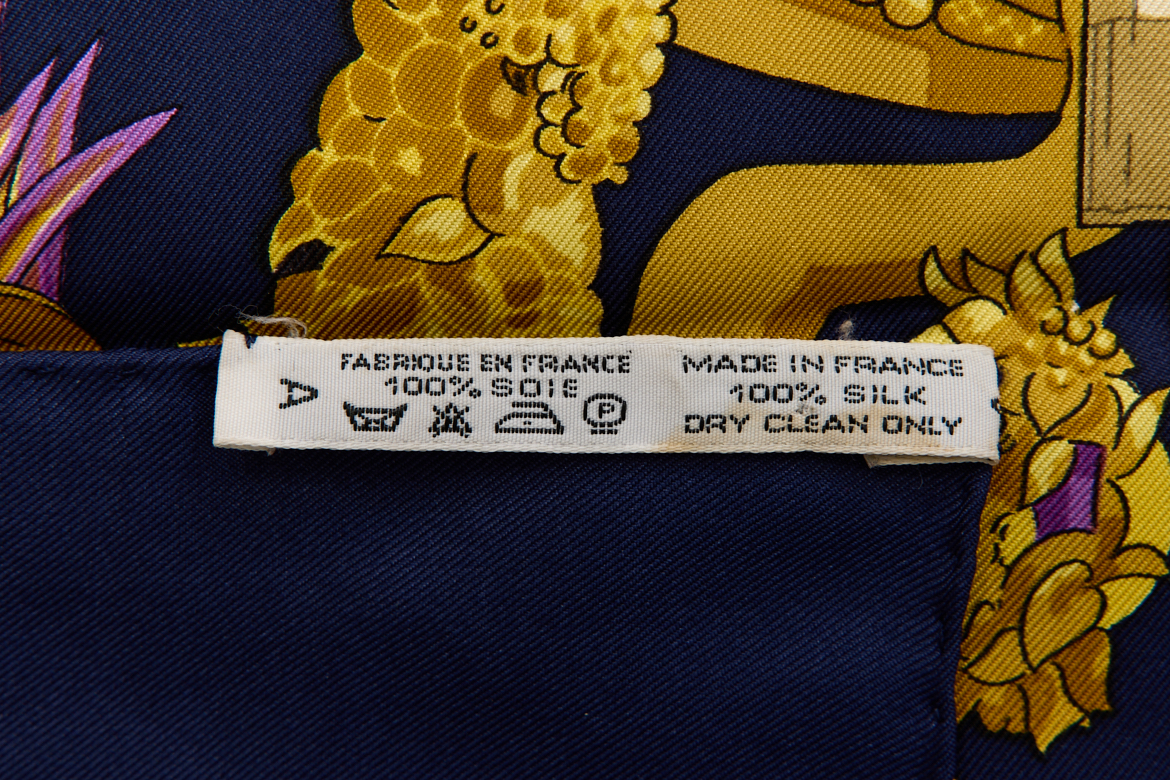 A
FABRIQUE EN FRANCE
100% SOIE
P
MADE IN FRANCE
100% SILK
DRY CLEAN ONLY